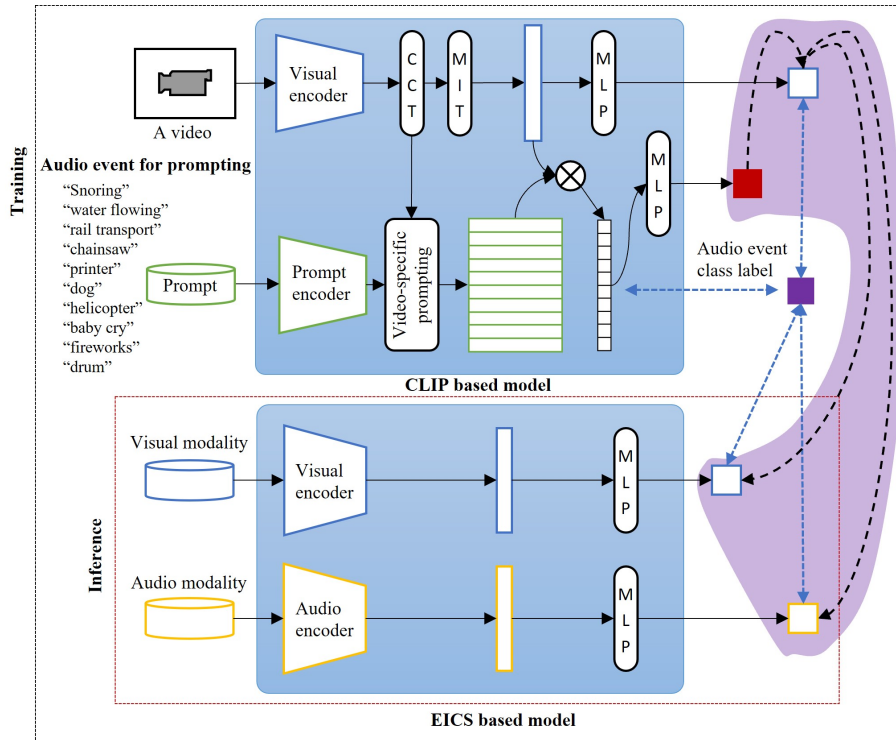 Training
A video
Visual
encoder
C
C
T
M
I
T
M
L
P
Audio event for prompting
“Snoring”
“water flowing”
“rail transport”
“chainsaw”
“printer”
“dog”
“helicopter”
“baby cry”
“fireworks”
“drum”
Prompt
Prompt
encoder
Video-specific
prompting
M
L
P
Audio event
class label
CLIP based model
Inference
Visual modality
Visual
encoder
M
L
P
Audio modality
Audio
encoder
M
L
P
EICS based model